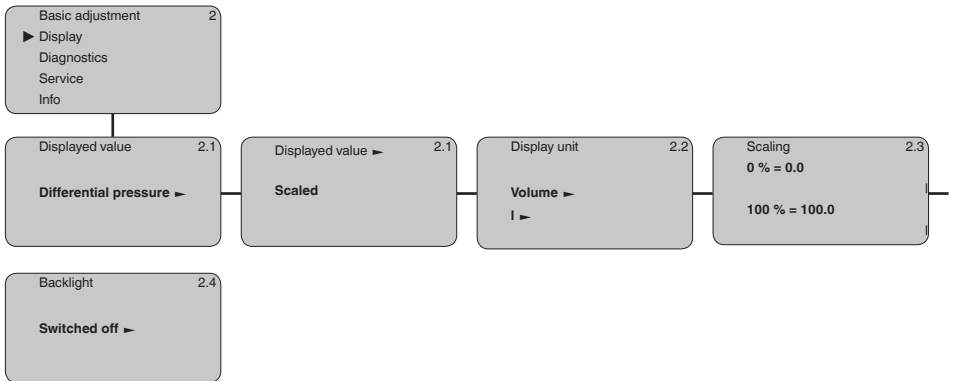 Basic adjustment 2
▶ Display
Diagnostics
Service
Info
Displayed value 2.1
Differential pressure ►
Displayed value ► 2.1
Scaled
Display unit 2.2
Volume ►
l ►
Scaling 2.3
0 % = 0.0
l
100 % = 100.0
l
Backlight 2.4
Switched off ►